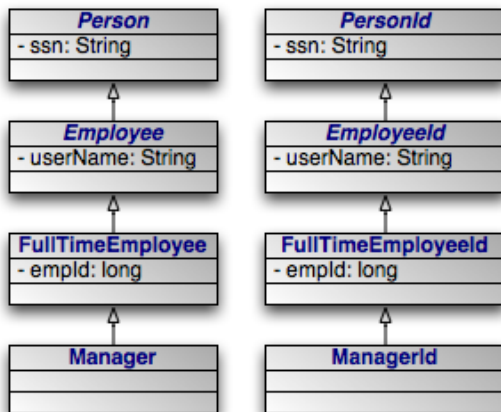 Person
- ssn: String
Employee
- userName: String
FullTimeEmployee
- empId: long
Manager
PersonId
- ssn: String
EmployeeId
- userName: String
FullTimeEmployeeId
- empId: long
ManagerId